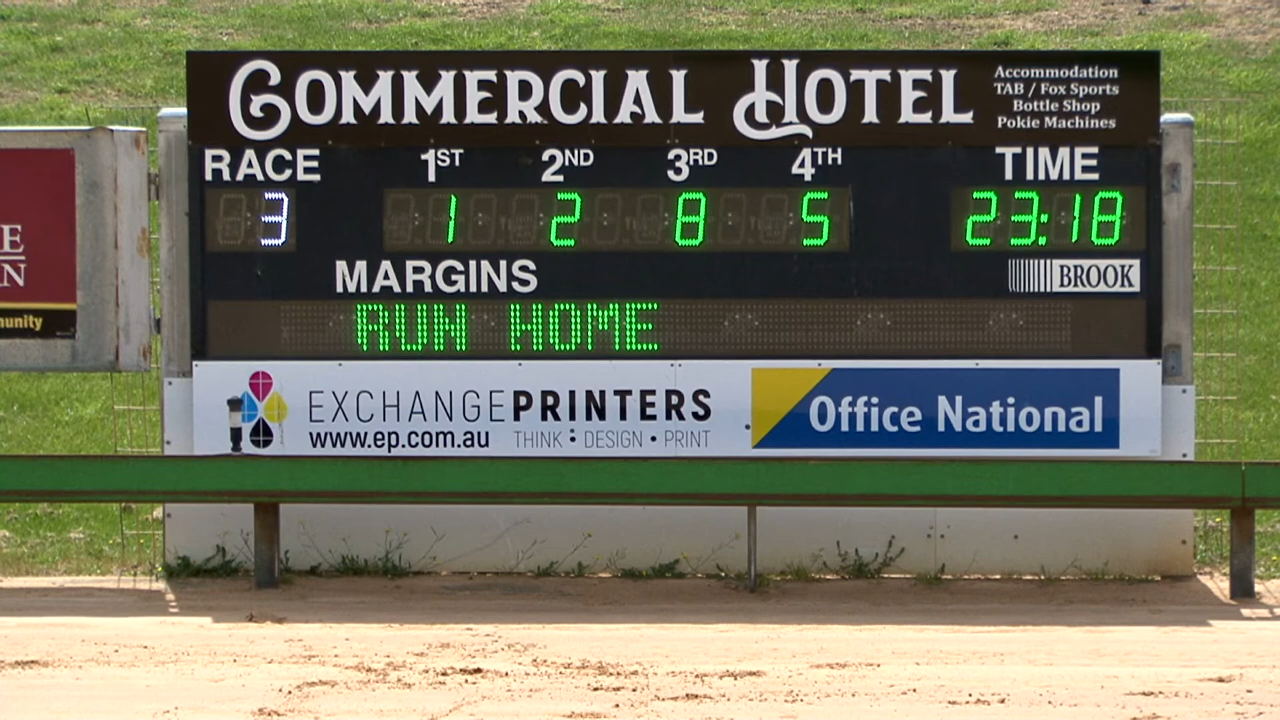 COMMERCIAL HOTEL
Accommodation
TAB / Fox Sports
Bottle Shop
Pokie Machines
RACE 1ST 2ND 3RD 4TH TIME
3 1 2 8 5 23:18
MARGINS
BROOK
RUN HOME
E
N
munity
EXCHANGEPRINTERS
www.ep.com.au THINK : DESIGN • PRINT
Office National